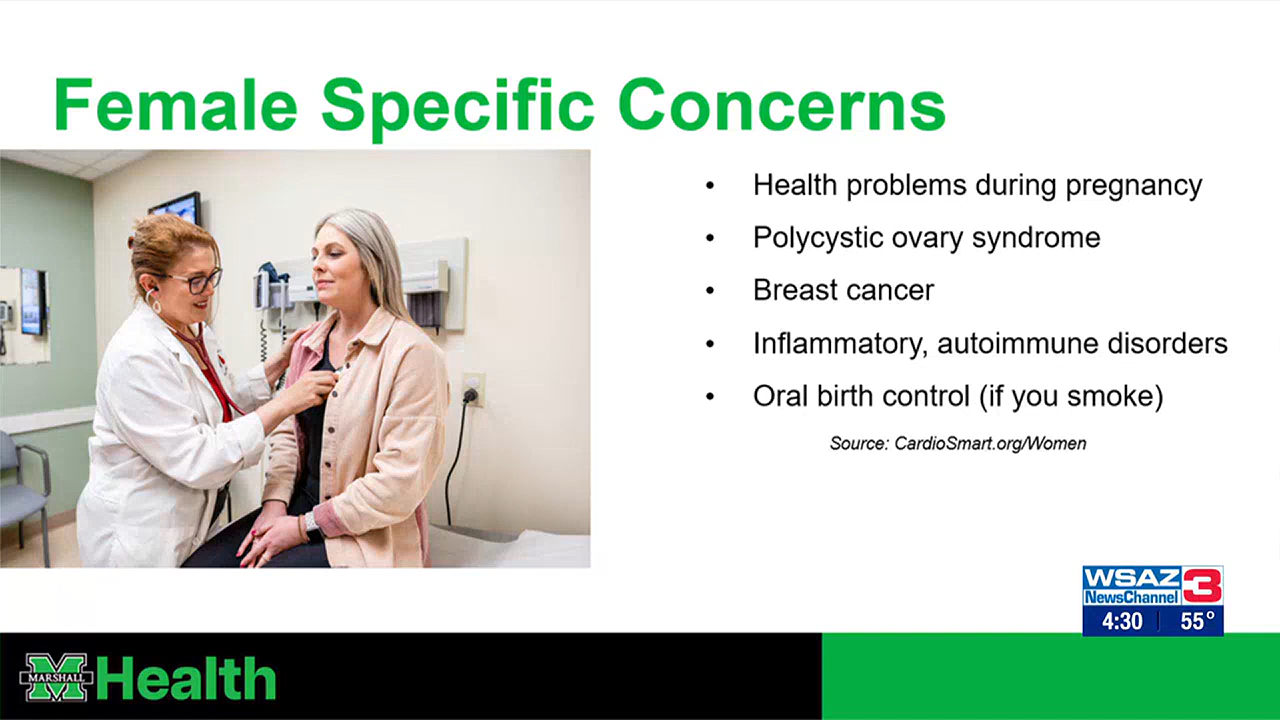 Female Specific Concerns
• Health problems during pregnancy
• Polycystic ovary syndrome
• Breast cancer
• Inflammatory, autoimmune disorders
• Oral birth control (if you smoke)
Source: CardioSmart.org/Women
WSAZ 3
NewsChannel
4:30 | 55°
M MARSHALL Health